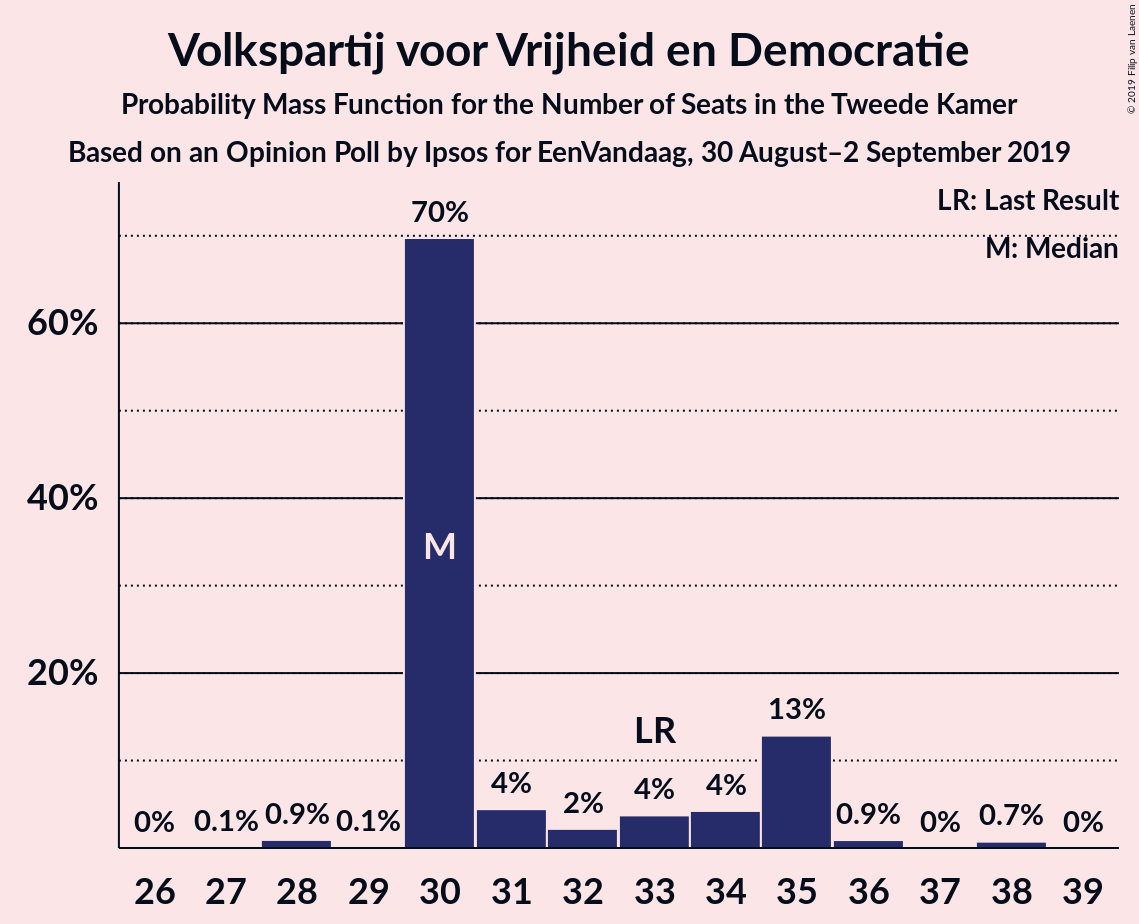 Volkspartij voor Vrijheid en Democratie
Probability Mass Function for the Number of Seats in the Tweede Kamer
Based on an Opinion Poll by Ipsos for EenVandaag, 30 August–2 September 2019
© 2019 Filip van Laenen
LR: Last Result
M: Median
60%
40%
20%
0%
0.1%
0.9%
0.1%
70%
M
4%
2%
LR
4%
4%
13%
0.9%
0%
0.7%
0%
26 27 28 29 30 31 32 33 34 35 36 37 38 39